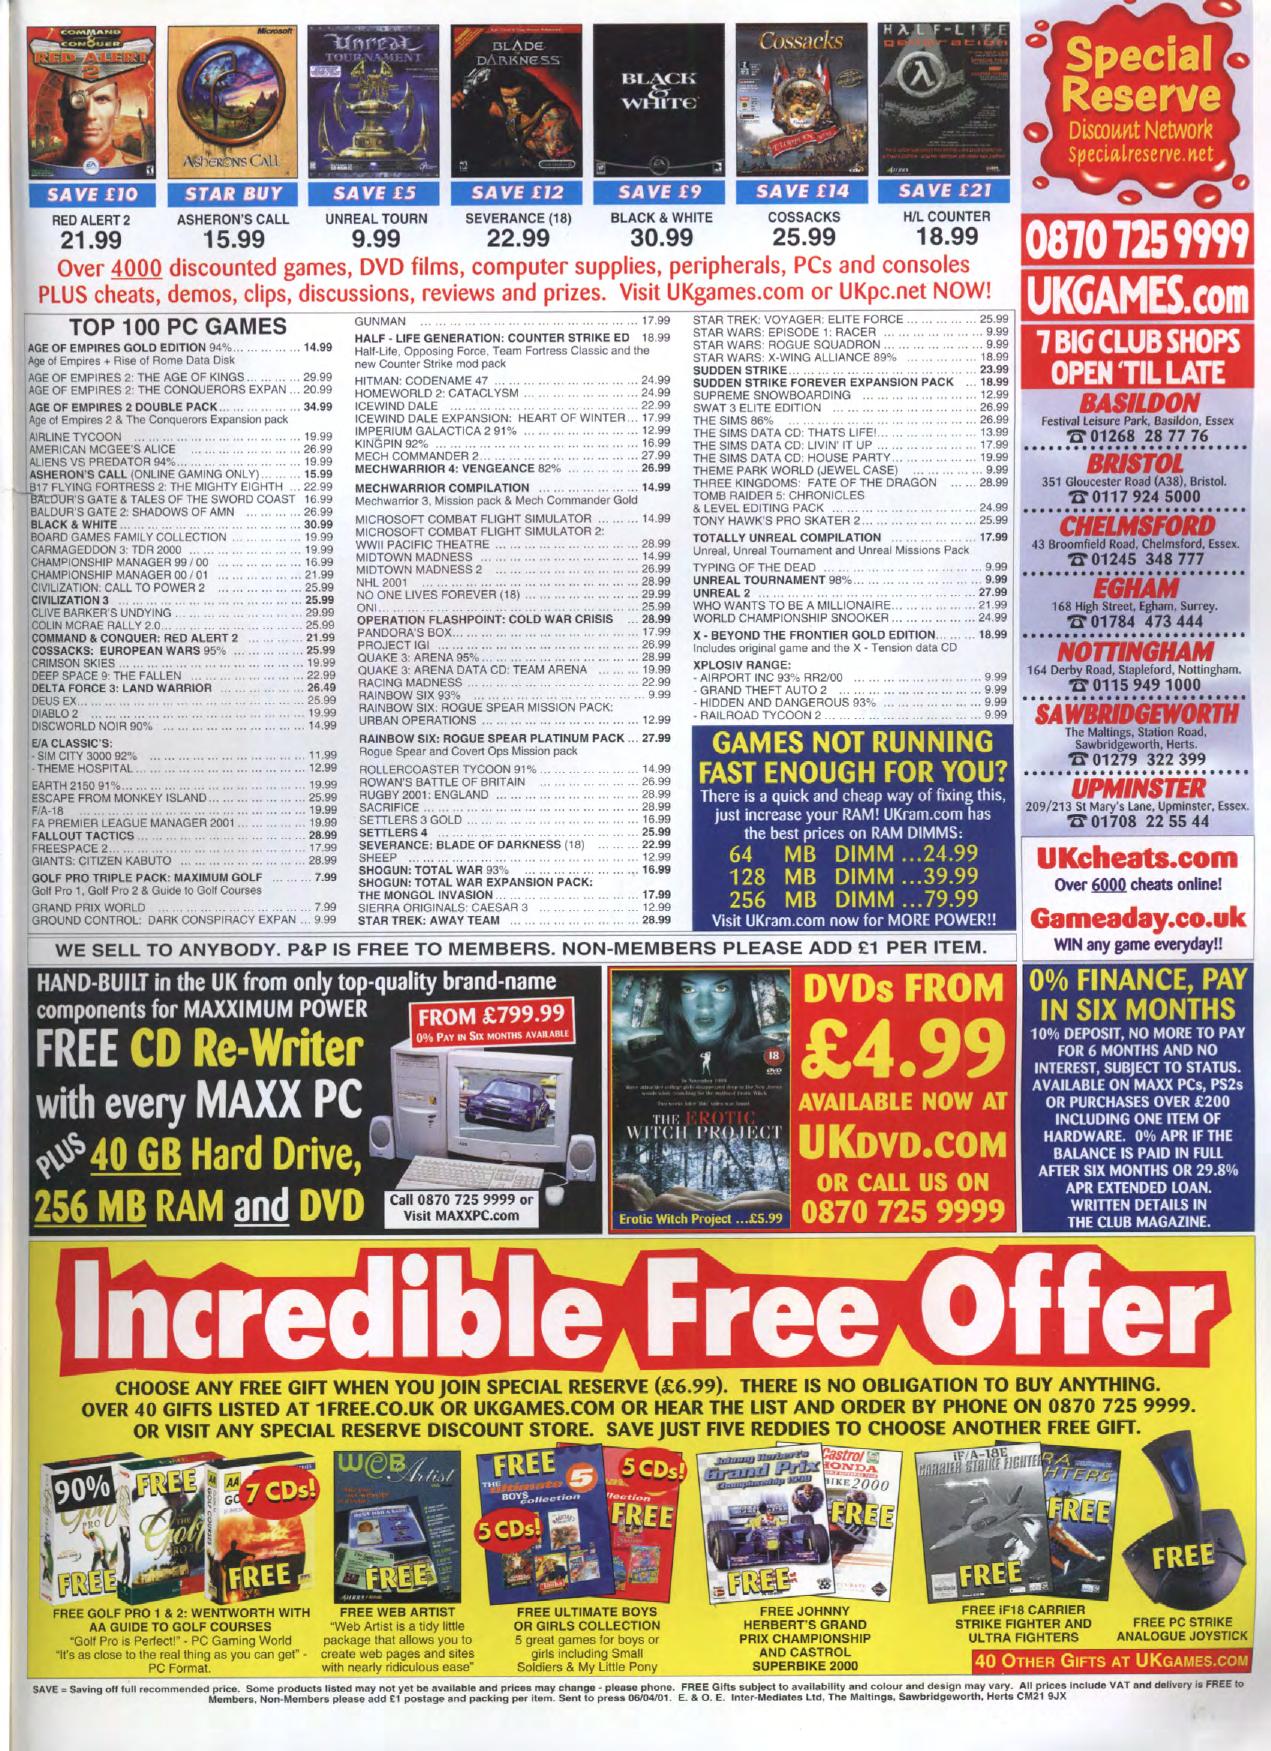 COMMAND & CONQUER
RED ALERT 2
Microsoft
ASHERON'S CALL
Unreal
TOURNAMENT
BLADE
OF
DARKNESS
BLACK
&
WHITE
Cossacks
HALF-LIFE
generation
SAVE £10
STAR BUY
SAVE £5
SAVE £12
SAVE £9
SAVE £14
SAVE £21
RED ALERT 2
21.99
ASHERON'S CALL
15.99
UNREAL TOURN
9.99
SEVERANCE (18)
22.99
BLACK & WHITE
30.99
COSSACKS
25.99
H/L COUNTER
18.99
Over 4000 discounted games, DVD films, computer supplies, peripherals, PCs and consoles
PLUS cheats, demos, clips, discussions, reviews and prizes. Visit UKgames.com or UKpc.net NOW!
TOP 100 PC GAMES
AGE OF EMPIRES GOLD EDITION 94% ... 14.99
Age of Empires + Rise of Rome Data Disk
AGE OF EMPIRES 2: THE AGE OF KINGS ... 29.99
AGE OF EMPIRES 2: THE CONQUERORS EXPAN ... 20.99
AGE OF EMPIRES 2 DOUBLE PACK ... 34.99
Age of Empires 2 & The Conquerors Expansion pack
AIRLINE TYCOON ... 19.99
AMERICAN MCGEE'S ALICE ... 26.99
ALIENS VS PREDATOR 94% ... 19.99
ASHERON'S CALL (ONLINE GAMING ONLY) ... 15.99
B17 FLYING FORTRESS 2: THE MIGHTY EIGHTH ... 22.99
BALDUR'S GATE & TALES OF THE SWORD COAST 16.99
BALDUR'S GATE 2: SHADOWS OF AMN ... 26.99
BLACK & WHITE ... 30.99
BOARD GAMES FAMILY COLLECTION ... 19.99
CARMAGEDDON 3: TDR 2000 ... 19.99
CHAMPIONSHIP MANAGER 99 / 00 ... 16.99
CHAMPIONSHIP MANAGER 00 / 01 ... 21.99
CIVILIZATION: CALL TO POWER 2 ... 25.99
CIVILIZATION 3 ... 25.99
CLIVE BARKER'S UNDYING ... 29.99
COLIN MCRAE RALLY 2.0 ... 25.99
COMMAND & CONQUER: RED ALERT 2 ... 21.99
COSSACKS: EUROPEAN WARS 95% ... 25.99
CRIMSON SKIES ... 19.99
DEEP SPACE 9: THE FALLEN ... 22.99
DELTA FORCE 3: LAND WARRIOR ... 26.49
DEUS EX ... 25.99
DIABLO 2 ... 19.99
DISCWORLD NOIR 90% ... 14.99
E/A CLASSIC'S:
- SIM CITY 3000 92% ... 11.99
- THEME HOSPITAL ... 12.99
EARTH 2150 91% ... 19.99
ESCAPE FROM MONKEY ISLAND ... 25.99
F/A-18 ... 19.99
FA PREMIER LEAGUE MANAGER 2001 ... 19.99
FALLOUT TACTICS ... 28.99
FREESPACE 2 ... 17.99
GIANTS: CITIZEN KABUTO ... 28.99
GOLF PRO TRIPLE PACK: MAXIMUM GOLF ... 7.99
Golf Pro 1, Golf Pro 2 & Guide to Golf Courses
GRAND PRIX WORLD ... 7.99
GROUND CONTROL: DARK CONSPIRACY EXPAN ... 9.99
GUNMAN ... 17.99
HALF - LIFE GENERATION: COUNTER STRIKE ED 18.99
Half-Life, Opposing Force, Team Fortress Classic and the
new Counter Strike mod pack
HITMAN: CODENAME 47 ... 24.99
HOMEWORLD 2: CATACLYSM ... 24.99
ICEWIND DALE ... 22.99
ICEWIND DALE EXPANSION: HEART OF WINTER ... 17.99
IMPERIUM GALACTICA 2 91% ... 12.99
KINGPIN 92% ... 16.99
MECH COMMANDER 2 ... 27.99
MECHWARRIOR 4: VENGEANCE 82% ... 26.99
MECHWARRIOR COMPILATION ... 14.99
Mechwarrior 3, Mission pack & Mech Commander Gold
MICROSOFT COMBAT FLIGHT SIMULATOR ... 14.99
MICROSOFT COMBAT FLIGHT SIMULATOR 2:
WWII PACIFIC THEATRE ... 28.99
MIDTOWN MADNESS ... 14.99
MIDTOWN MADNESS 2 ... 26.99
NHL 2001 ... 28.99
NO ONE LIVES FOREVER (18) ... 29.99
ONI ... 25.99
OPERATION FLASHPOINT: COLD WAR CRISIS ... 28.99
PANDORA'S BOX ... 17.99
PROJECT IGI ... 26.99
QUAKE 3: ARENA 95% ... 28.99
QUAKE 3: ARENA DATA CD: TEAM ARENA ... 19.99
RACING MADNESS ... 22.99
RAINBOW SIX 93% ... 9.99
RAINBOW SIX: ROGUE SPEAR MISSION PACK:
URBAN OPERATIONS ... 12.99
RAINBOW SIX: ROGUE SPEAR PLATINUM PACK ... 27.99
Rogue Spear and Covert Ops Mission pack
ROLLERCOASTER TYCOON 91% ... 14.99
ROWAN'S BATTLE OF BRITAIN ... 26.99
RUGBY 2001: ENGLAND ... 28.99
SACRIFICE ... 28.99
SETTLERS 3 GOLD ... 16.99
SETTLERS 4 ... 25.99
SEVERANCE: BLADE OF DARKNESS (18) ... 22.99
SHEEP ... 12.99
SHOGUN: TOTAL WAR 93% ... 16.99
SHOGUN: TOTAL WAR EXPANSION PACK:
THE MONGOL INVASION ... 17.99
SIERRA ORIGINALS: CAESAR 3 ... 12.99
STAR TREK: AWAY TEAM ... 28.99
STAR TREK: VOYAGER: ELITE FORCE ... 25.99
STAR WARS: EPISODE 1: RACER ... 9.99
STAR WARS: ROGUE SQUADRON ... 9.99
STAR WARS: X-WING ALLIANCE 89% ... 18.99
SUDDEN STRIKE ... 23.99
SUDDEN STRIKE FOREVER EXPANSION PACK ... 18.99
SUPREME SNOWBOARDING ... 12.99
SWAT 3 ELITE EDITION ... 26.99
THE SIMS 86% ... 26.99
THE SIMS DATA CD: THATS LIFE! ... 13.99
THE SIMS DATA CD: LIVIN' IT UP ... 17.99
THE SIMS DATA CD: HOUSE PARTY ... 19.99
THEME PARK WORLD (JEWEL CASE) ... 9.99
THREE KINGDOMS: FATE OF THE DRAGON ... 28.99
TOMB RAIDER 5: CHRONICLES
& LEVEL EDITING PACK ... 24.99
TONY HAWK'S PRO SKATER 2 ... 25.99
TOTALLY UNREAL COMPILATION ... 17.99
Unreal, Unreal Tournament and Unreal Missions Pack
TYPING OF THE DEAD ... 9.99
UNREAL TOURNAMENT 98% ... 9.99
UNREAL 2 ... 27.99
WHO WANTS TO BE A MILLIONAIRE ... 21.99
WORLD CHAMPIONSHIP SNOOKER ... 24.99
X - BEYOND THE FRONTIER GOLD EDITION ... 18.99
Includes original game and the X - Tension data CD
XPLOSIV RANGE:
- AIRPORT INC 93% RR2/00 ... 9.99
- GRAND THEFT AUTO 2 ... 9.99
- HIDDEN AND DANGEROUS 93% ... 9.99
- RAILROAD TYCOON 2 ... 9.99
GAMES NOT RUNNING
FAST ENOUGH FOR YOU?
There is a quick and cheap way of fixing this,
just increase your RAM! UKram.com has
the best prices on RAM DIMMS:
64 MB DIMM ...24.99
128 MB DIMM ...39.99
256 MB DIMM ...79.99
Visit UKram.com now for MORE POWER!!
Special
Reserve
Discount Network
Specialreserve.net
0870 725 9999
UKGAMES.com
7 BIG CLUB SHOPS
OPEN 'TIL LATE
BASILDON
Festival Leisure Park, Basildon, Essex
☎ 01268 28 77 76
BRISTOL
351 Gloucester Road (A38), Bristol.
☎ 0117 924 5000
CHELMSFORD
43 Broomfield Road, Chelmsford, Essex.
☎ 01245 348 777
EGHAM
168 High Street, Egham, Surrey.
☎ 01784 473 444
NOTTINGHAM
164 Derby Road, Stapleford, Nottingham.
☎ 0115 949 1000
SAWBRIDGEWORTH
The Maltings, Station Road,
Sawbridgeworth, Herts.
☎ 01279 322 399
UPMINSTER
209/213 St Mary's Lane, Upminster, Essex.
☎ 01708 22 55 44
UKcheats.com
Over 6000 cheats online!
Gameaday.co.uk
WIN any game everyday!!
WE SELL TO ANYBODY. P&P IS FREE TO MEMBERS. NON-MEMBERS PLEASE ADD £1 PER ITEM.
HAND-BUILT in the UK from only top-quality brand-name
components for MAXXIMUM POWER
FREE CD Re-Writer
with every MAXX PC
PLUS 40 GB Hard Drive,
256 MB RAM and DVD
FROM £799.99
0% PAY IN SIX MONTHS AVAILABLE
Call 0870 725 9999 or
Visit MAXXPC.com
18
DVD
THE EROTIC
WITCH PROJECT
Erotic Witch Project ...£5.99
DVDs FROM
£4.99
AVAILABLE NOW AT
UKDVD.COM
OR CALL US ON
0870 725 9999
0% FINANCE, PAY
IN SIX MONTHS
10% DEPOSIT, NO MORE TO PAY
FOR 6 MONTHS AND NO
INTEREST, SUBJECT TO STATUS.
AVAILABLE ON MAXX PCs, PS2s
OR PURCHASES OVER £200
INCLUDING ONE ITEM OF
HARDWARE. 0% APR IF THE
BALANCE IS PAID IN FULL
AFTER SIX MONTHS OR 29.8%
APR EXTENDED LOAN.
WRITTEN DETAILS IN
THE CLUB MAGAZINE.
Incredible Free Offer
CHOOSE ANY FREE GIFT WHEN YOU JOIN SPECIAL RESERVE (£6.99). THERE IS NO OBLIGATION TO BUY ANYTHING.
OVER 40 GIFTS LISTED AT 1FREE.CO.UK OR UKGAMES.COM OR HEAR THE LIST AND ORDER BY PHONE ON 0870 725 9999.
OR VISIT ANY SPECIAL RESERVE DISCOUNT STORE. SAVE JUST FIVE REDDIES TO CHOOSE ANOTHER FREE GIFT.
90%
FREE
FREE
7 CDs!
FREE
WEB Artist
FREE
FREE
THE ultimate 5
BOYS collection
5 CDs!
5 CDs!
FREE
Johnny Herbert's
Grand Prix
Championship 1998
FREE
Castrol
HONDA
BIKE 2000
FREE
iF/A-18E
CARRIER STRIKE FIGHTER
FREE
FREE
FREE
FREE GOLF PRO 1 & 2: WENTWORTH WITH
AA GUIDE TO GOLF COURSES
"Golf Pro is Perfect!" - PC Gaming World
"It's as close to the real thing as you can get" -
PC Format.
FREE WEB ARTIST
"Web Artist is a tidy little
package that allows you to
create web pages and sites
with nearly ridiculous ease"
FREE ULTIMATE BOYS
OR GIRLS COLLECTION
5 great games for boys or
girls including Small
Soldiers & My Little Pony
FREE JOHNNY
HERBERT'S GRAND
PRIX CHAMPIONSHIP
AND CASTROL
SUPERBIKE 2000
FREE iF18 CARRIER
STRIKE FIGHTER AND
ULTRA FIGHTERS
FREE PC STRIKE
ANALOGUE JOYSTICK
40 OTHER GIFTS AT UKGAMES.COM
SAVE = Saving off full recommended price. Some products listed may not yet be available and prices may change - please phone. FREE Gifts subject to availability and colour and design may vary. All prices include VAT and delivery is FREE to
Members, Non-Members please add £1 postage and packing per item. Sent to press 06/04/01. E. & O. E. Inter-Mediates Ltd, The Maltings, Sawbridgeworth, Herts CM21 9JX